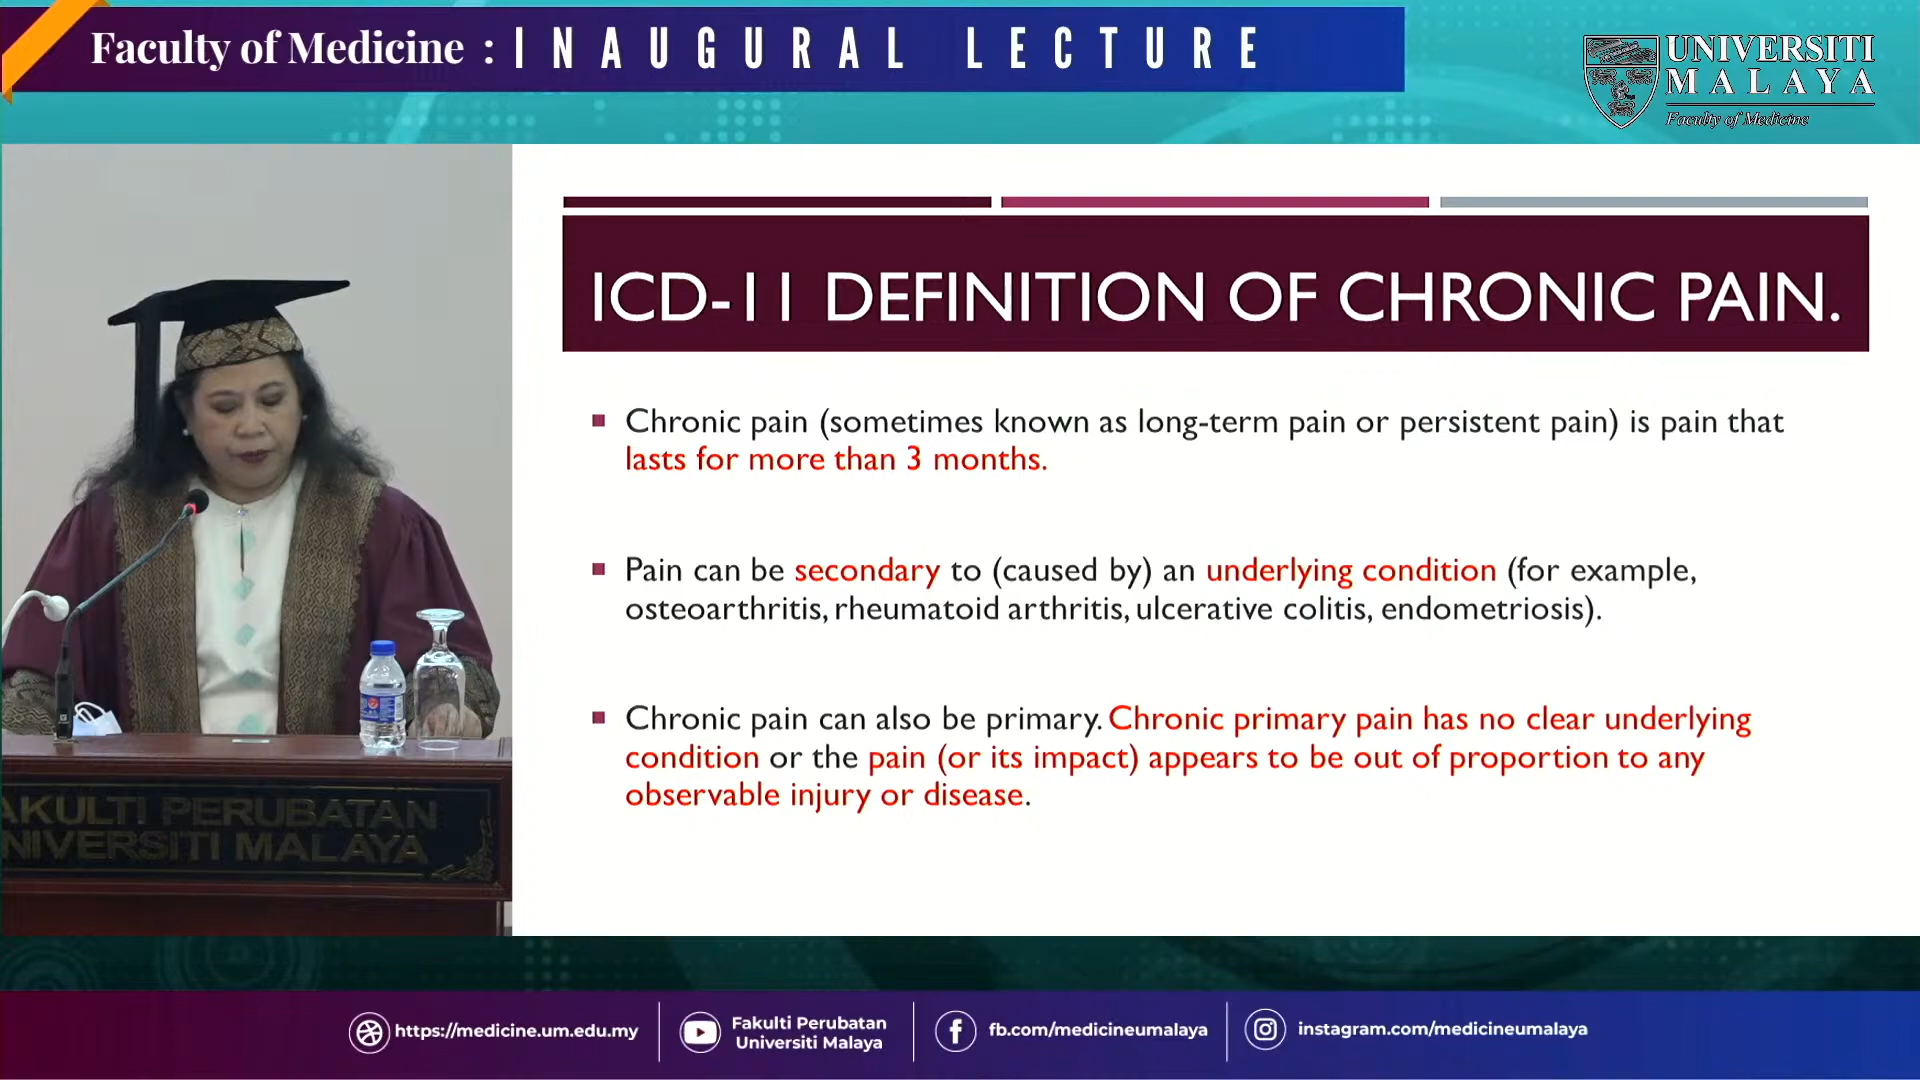 Faculty of Medicine : INAUGURAL LECTURE
UNIVERSITI
MALAYA
Faculty of Medicine
ICD-11 DEFINITION OF CHRONIC PAIN.
Chronic pain (sometimes known as long-term pain or persistent pain) is pain that
lasts for more than 3 months.
Pain can be secondary to (caused by) an underlying condition (for example,
osteoarthritis, rheumatoid arthritis, ulcerative colitis, endometriosis).
Chronic pain can also be primary. Chronic primary pain has no clear underlying
condition or the pain (or its impact) appears to be out of proportion to any
observable injury or disease.
AKULTI PERUBATAN
NIVERSITI MALAYA
https://medicine.um.edu.my
Fakulti Perubatan
Universiti Malaya
fb.com/medicineumalaya
instagram.com/medicineumalaya